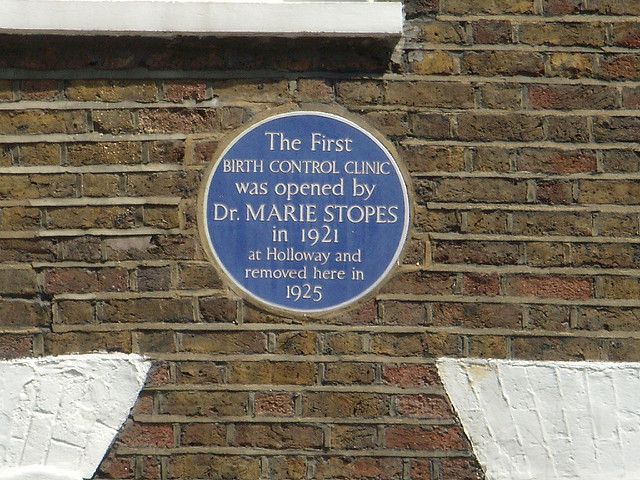 The First
BIRTH CONTROL CLINIC
was opened by
Dr. MARIE STOPES
in 1921
at Holloway and
removed here in
1925